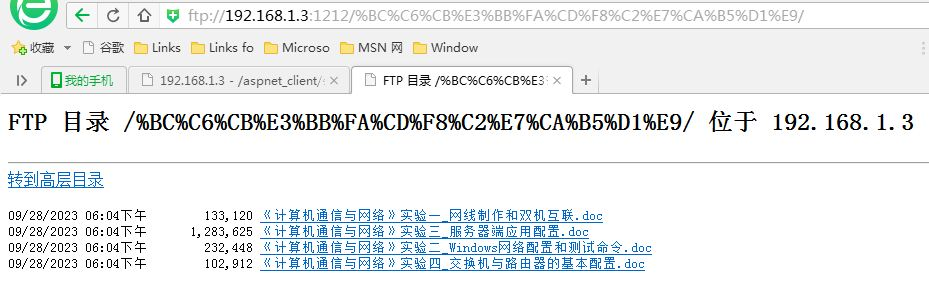 ftp://192.168.1.3:1212/%BC%C6%CB%E3%BB%FA%CD%F8%C2%E7%CA%B5%D1%E9/
收藏 谷歌 Links Links fo Microso MSN 网 Window
我的手机 192.168.1.3 - /aspnet_client/ FTP 目录 /%BC%C6%CB%E3
FTP 目录 /%BC%C6%CB%E3%BB%FA%CD%F8%C2%E7%CA%B5%D1%E9/ 位于 192.168.1.3
转到高层目录
09/28/2023 06:04下午 133,120 《计算机通信与网络》实验一_网线制作和双机互联.doc
09/28/2023 06:04下午 1,283,625 《计算机通信与网络》实验三_服务器端应用配置.doc
09/28/2023 06:04下午 232,448 《计算机通信与网络》实验二_Windows网络配置和测试命令.doc
09/28/2023 06:04下午 102,912 《计算机通信与网络》实验四_交换机与路由器的基本配置.doc